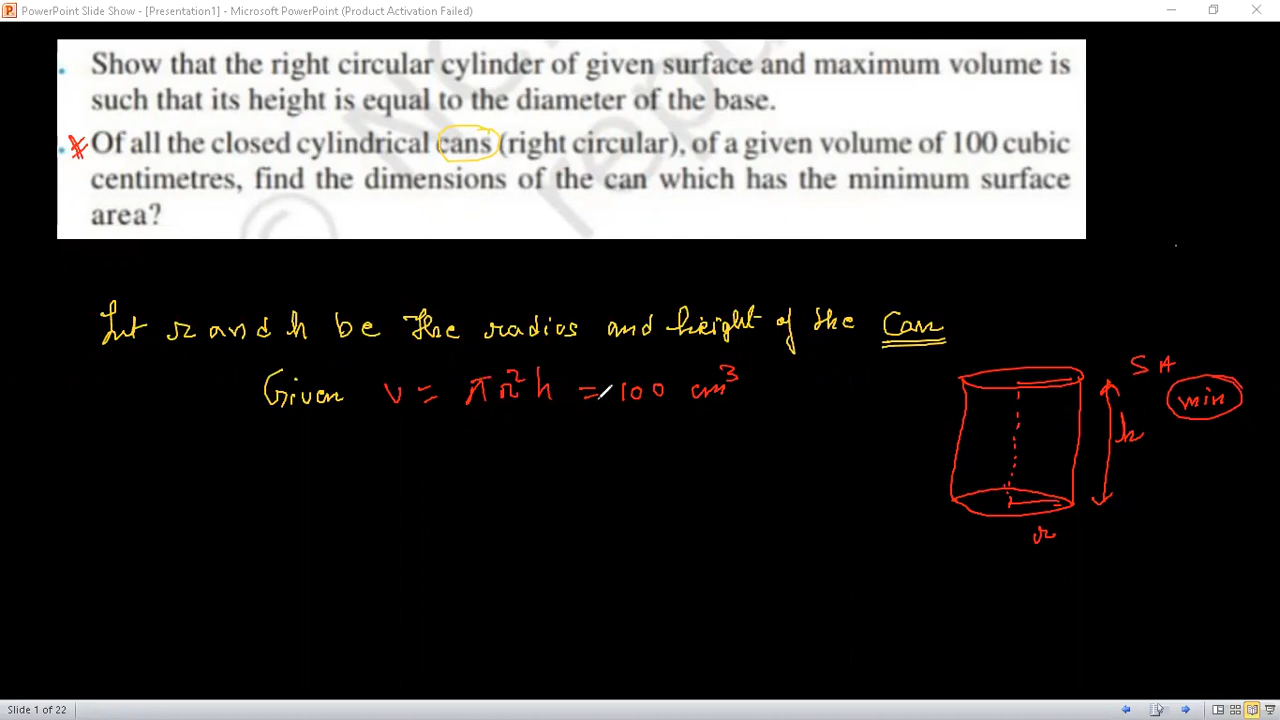 PowerPoint Slide Show - [Presentation1] - Microsoft PowerPoint (Product Activation Failed)
Show that the right circular cylinder of given surface and maximum volume is
such that its height is equal to the diameter of the base.
Of all the closed cylindrical cans (right circular), of a given volume of 100 cubic
centimetres, find the dimensions of the can which has the minimum surface
area?
Let r and h be the radius and height of the Can
Given v = πr²h = 100 cm³
SA
min
h
r
Slide 1 of 22